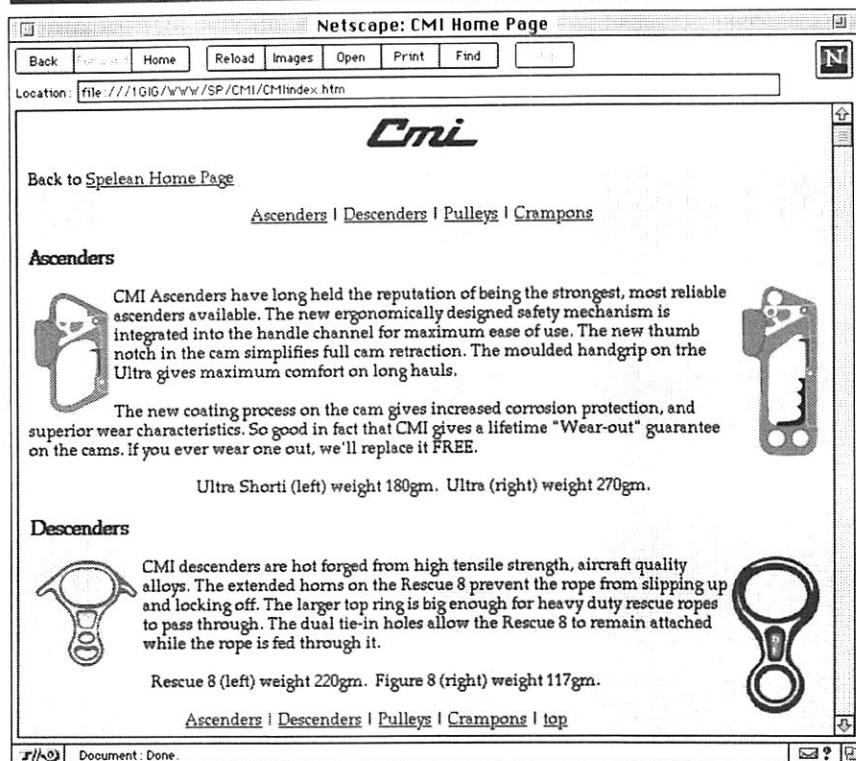 Netscape: CMI Home Page
Back Forward Home Reload Images Open Print Find
N
Location: file:///1GIG/WWW/SP/CMI/CMIindex.htm
Cmi
Back to Spelean Home Page
Ascenders | Descenders | Pulleys | Crampons
Ascenders
CMI Ascenders have long held the reputation of being the strongest, most reliable
ascenders available. The new ergonomically designed safety mechanism is
integrated into the handle channel for maximum ease of use. The new thumb
notch in the cam simplifies full cam retraction. The moulded handgrip on trhe
Ultra gives maximum comfort on long hauls.
The new coating process on the cam gives increased corrosion protection, and
superior wear characteristics. So good in fact that CMI gives a lifetime "Wear-out" guarantee
on the cams. If you ever wear one out, we'll replace it FREE.
Ultra Shorti (left) weight 180gm. Ultra (right) weight 270gm.
Descenders
CMI descenders are hot forged from high tensile strength, aircraft quality
alloys. The extended horns on the Rescue 8 prevent the rope from slipping up
and locking off. The larger top ring is big enough for heavy duty rescue ropes
to pass through. The dual tie-in holes allow the Rescue 8 to remain attached
while the rope is fed through it.
Rescue 8 (left) weight 220gm. Figure 8 (right) weight 117gm.
Ascenders | Descenders | Pulleys | Crampons | top
Document: Done.
?